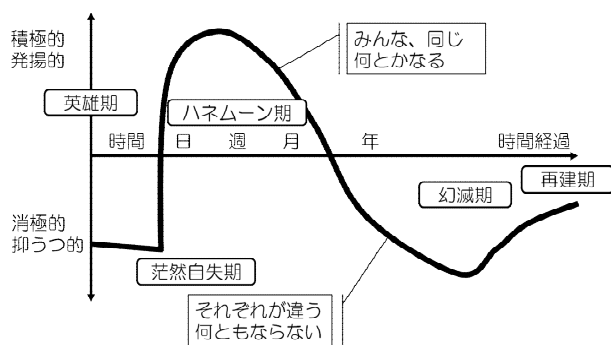 積極的
発揚的
みんな、同じ
何とかなる
英雄期
ハネムーン期
時間 日 週 月 年 時間経過
再建期
幻滅期
消極的
抑うつ的
茫然自失期
それぞれが違う
何ともならない